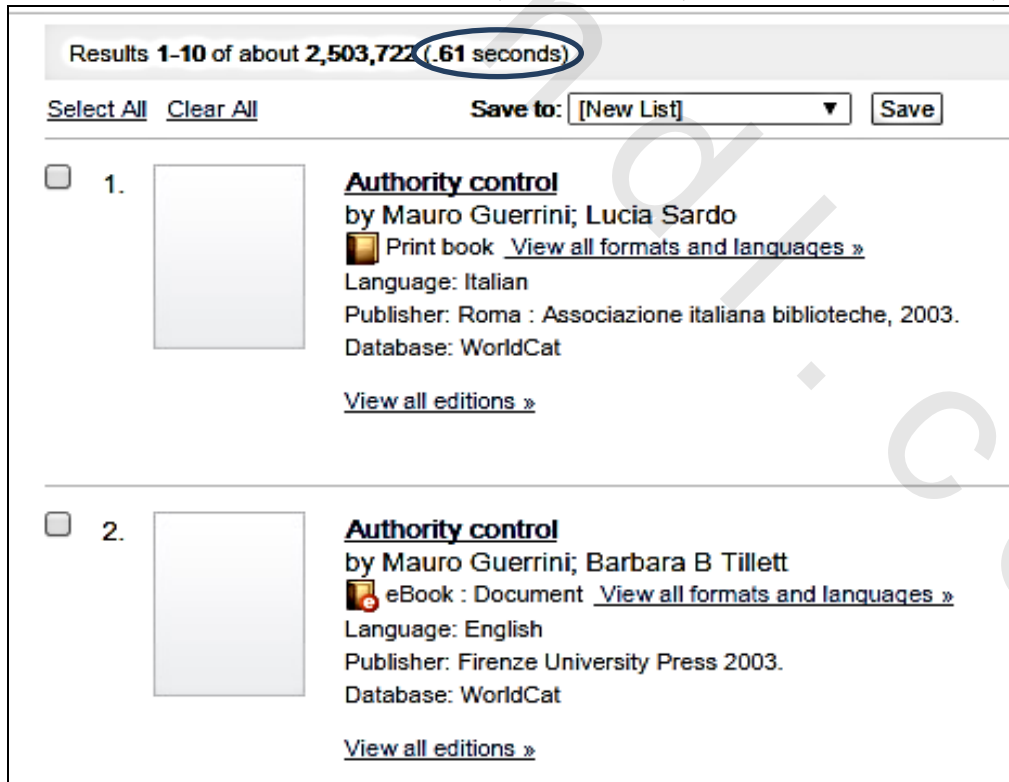 Results 1-10 of about 2,503,722 (.61 seconds)
Select All Clear All Save to: [New List] ▼ Save
1.
Authority control
by Mauro Guerrini; Lucia Sardo
Print book View all formats and languages »
Language: Italian
Publisher: Roma : Associazione italiana biblioteche, 2003.
Database: WorldCat
View all editions »
2.
Authority control
by Mauro Guerrini; Barbara B Tillett
eBook : Document View all formats and languages »
Language: English
Publisher: Firenze University Press 2003.
Database: WorldCat
View all editions »